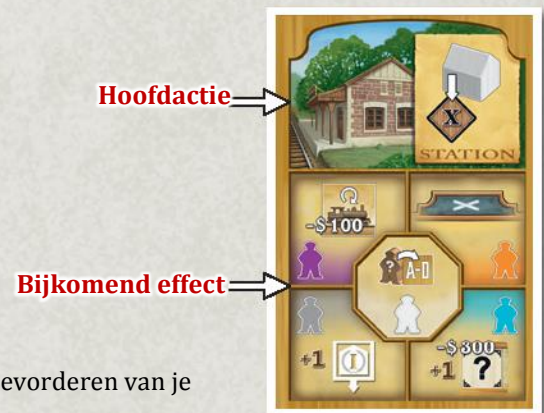 Hoofdactie
X
STATION
-$100
? A-D
Bijkomend effect
-$300
+1 I
+1 ?
evorderen van je